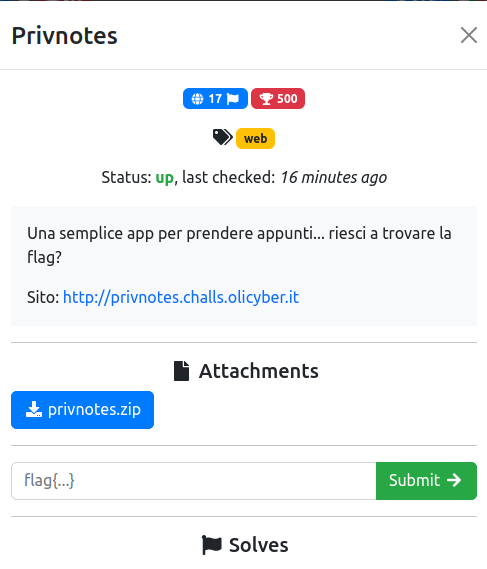 Privnotes
17 500
web
Status: up, last checked: 16 minutes ago
Una semplice app per prendere appunti... riesci a trovare la
flag?
Sito: http://privnotes.challs.olicyber.it
Attachments
privnotes.zip
flag{...} Submit
Solves